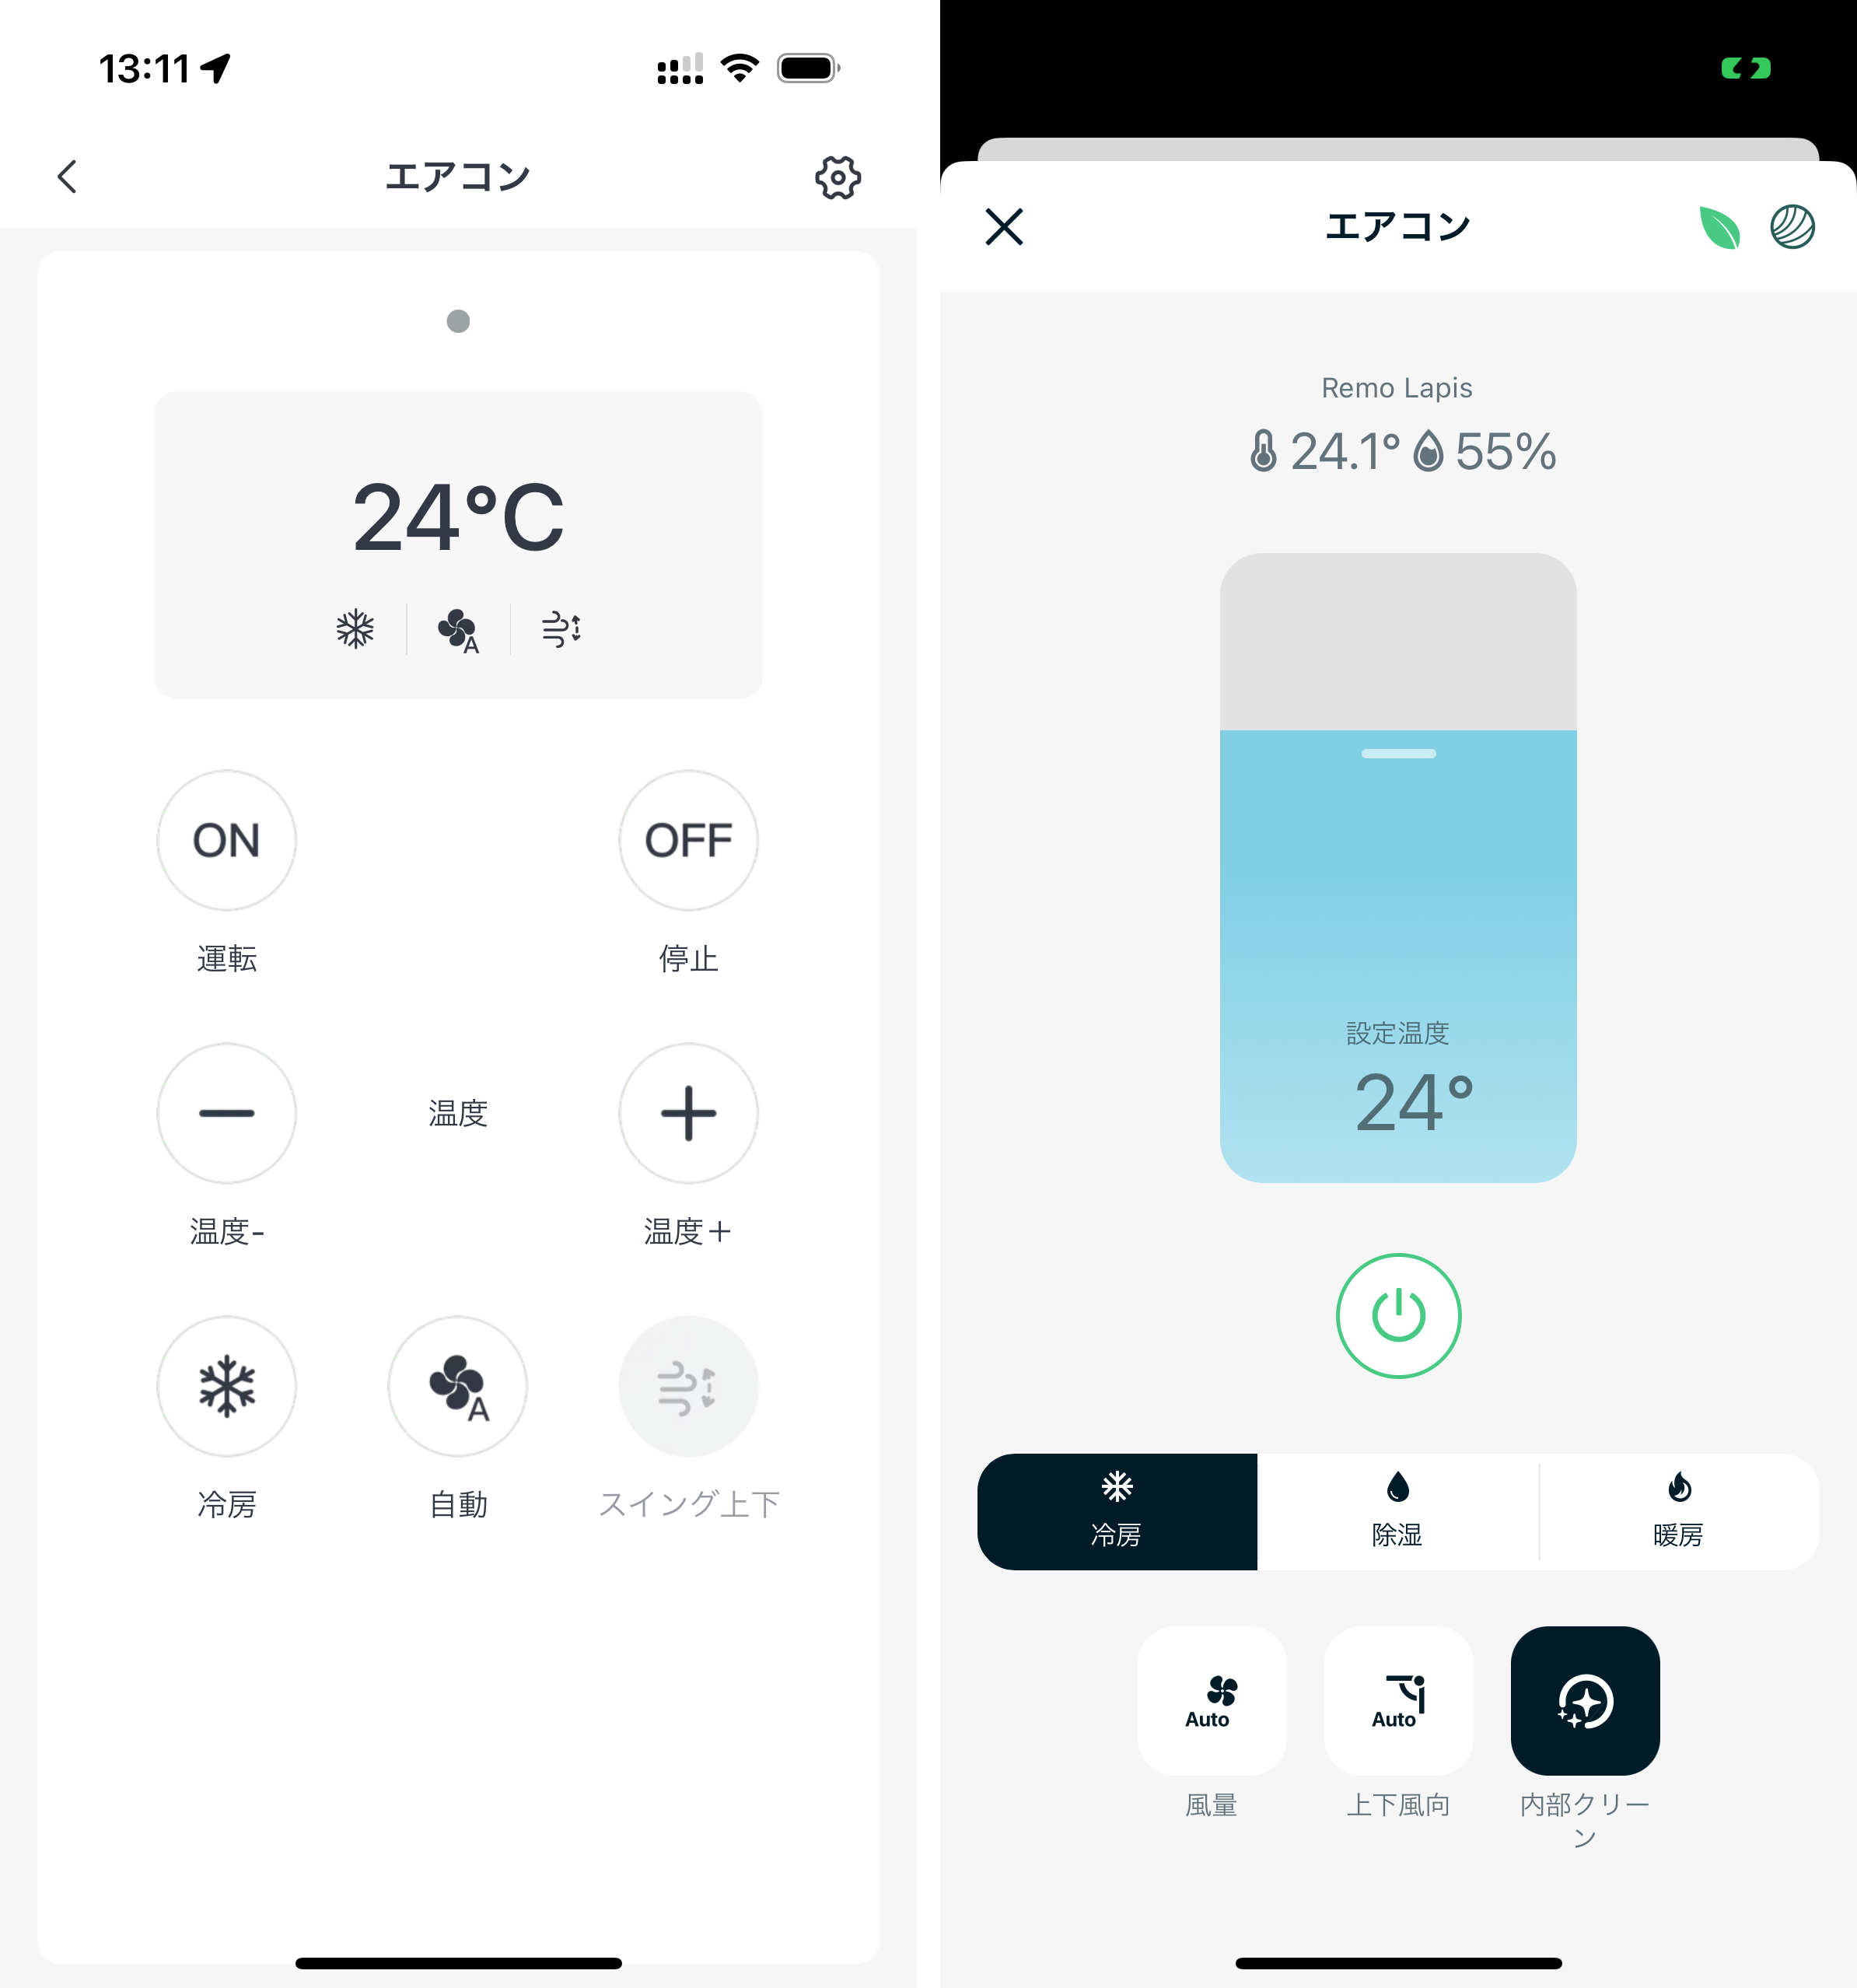 13:11
エアコン
24°C
A
ON
OFF
運転
停止
温度
温度-
温度＋
A
冷房
自動
スイング上下
エアコン
Remo Lapis
24.1° 55%
設定温度
24°
冷房
除湿
暖房
Auto
Auto
風量
上下風向
内部クリー
ン